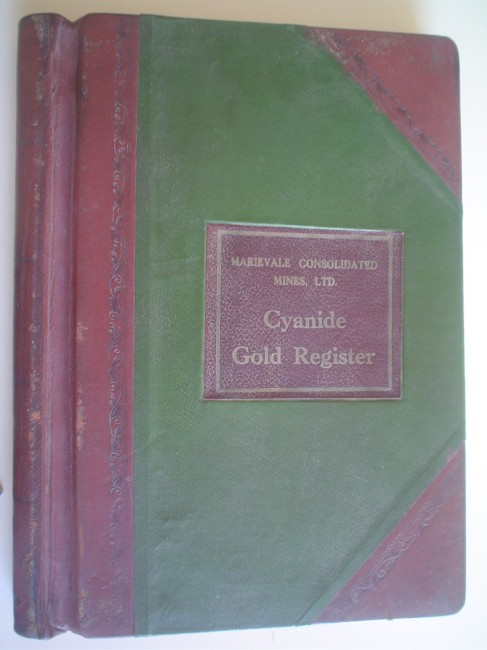 MARIEVALE CONSOLIDATED
MINES, LTD.
Cyanide
Gold Register